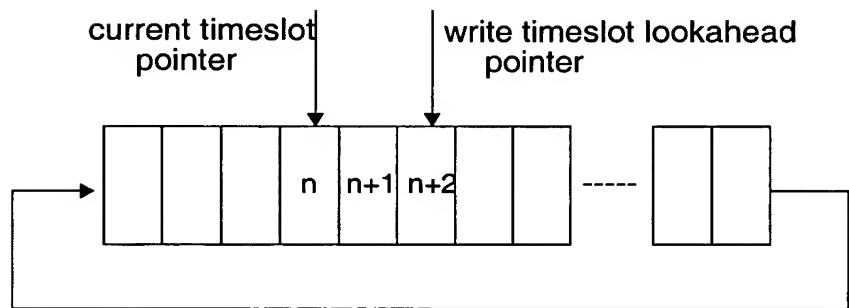 current timeslot
pointer
write timeslot lookahead
pointer
n n+1 n+2